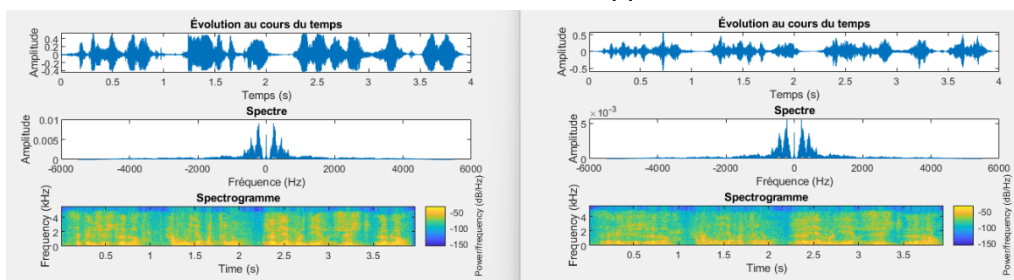 Évolution au cours du temps
Amplitude
0.4
0.2
0
-0.2
-0.4
0 0.5 1 1.5 2 2.5 3 3.5 4
Temps (s)
Spectre
Amplitude
0.01
0.005
0
-6000 -4000 -2000 0 2000 4000 6000
Fréquence (Hz)
Spectrogramme
Frequency (kHz)
4
2
0
0.5 1 1.5 2 2.5 3 3.5
Time (s)
-50
-100
-150
Power/frequency (dB/Hz)
Évolution au cours du temps
Amplitude
0.5
0
-0.5
0 0.5 1 1.5 2 2.5 3 3.5 4
Temps (s)
Spectre
×10-3
Amplitude
5
0
-6000 -4000 -2000 0 2000 4000 6000
Fréquence (Hz)
Spectrogramme
Frequency (kHz)
4
2
0
0.5 1 1.5 2 2.5 3 3.5
Time (s)
-50
-100
-150
Power/frequency (dB/Hz)